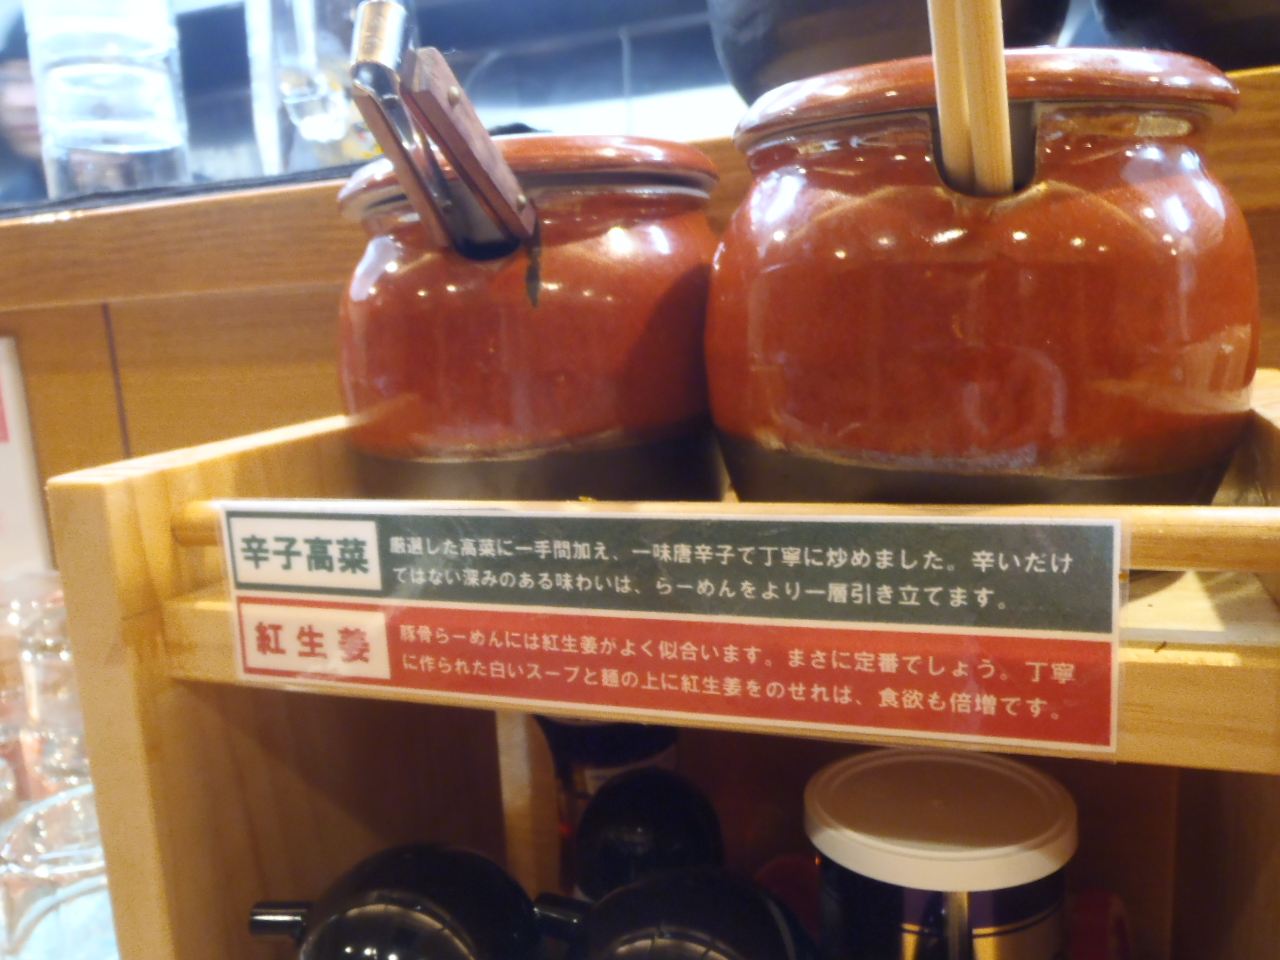 辛子高菜
厳選した高菜に一手間加え、一味唐辛子で丁寧に炒めました。辛いだけ
ではない深みのある味わいは、らーめんをより一層引き立てます。
紅生姜
豚骨らーめんには紅生姜がよく似合います。まさに定番でしょう。丁寧
に作られた白いスープと麺の上に紅生姜をのせれば、食欲も倍増です。